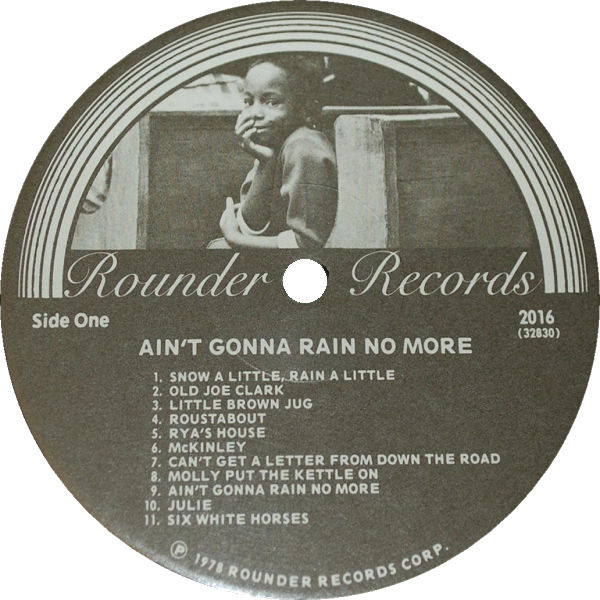 Rounder Records
Side One
2016
(32830)
AIN'T GONNA RAIN NO MORE
1. SNOW A LITTLE, RAIN A LITTLE
2. OLD JOE CLARK
3. LITTLE BROWN JUG
4. ROUSTABOUT
5. RYA'S HOUSE
6. McKINLEY
7. CAN'T GET A LETTER FROM DOWN THE ROAD
8. MOLLY PUT THE KETTLE ON
9. AIN'T GONNA RAIN NO MORE
10. JULIE
11. SIX WHITE HORSES
Ⓟ 1978 ROUNDER RECORDS CORP.